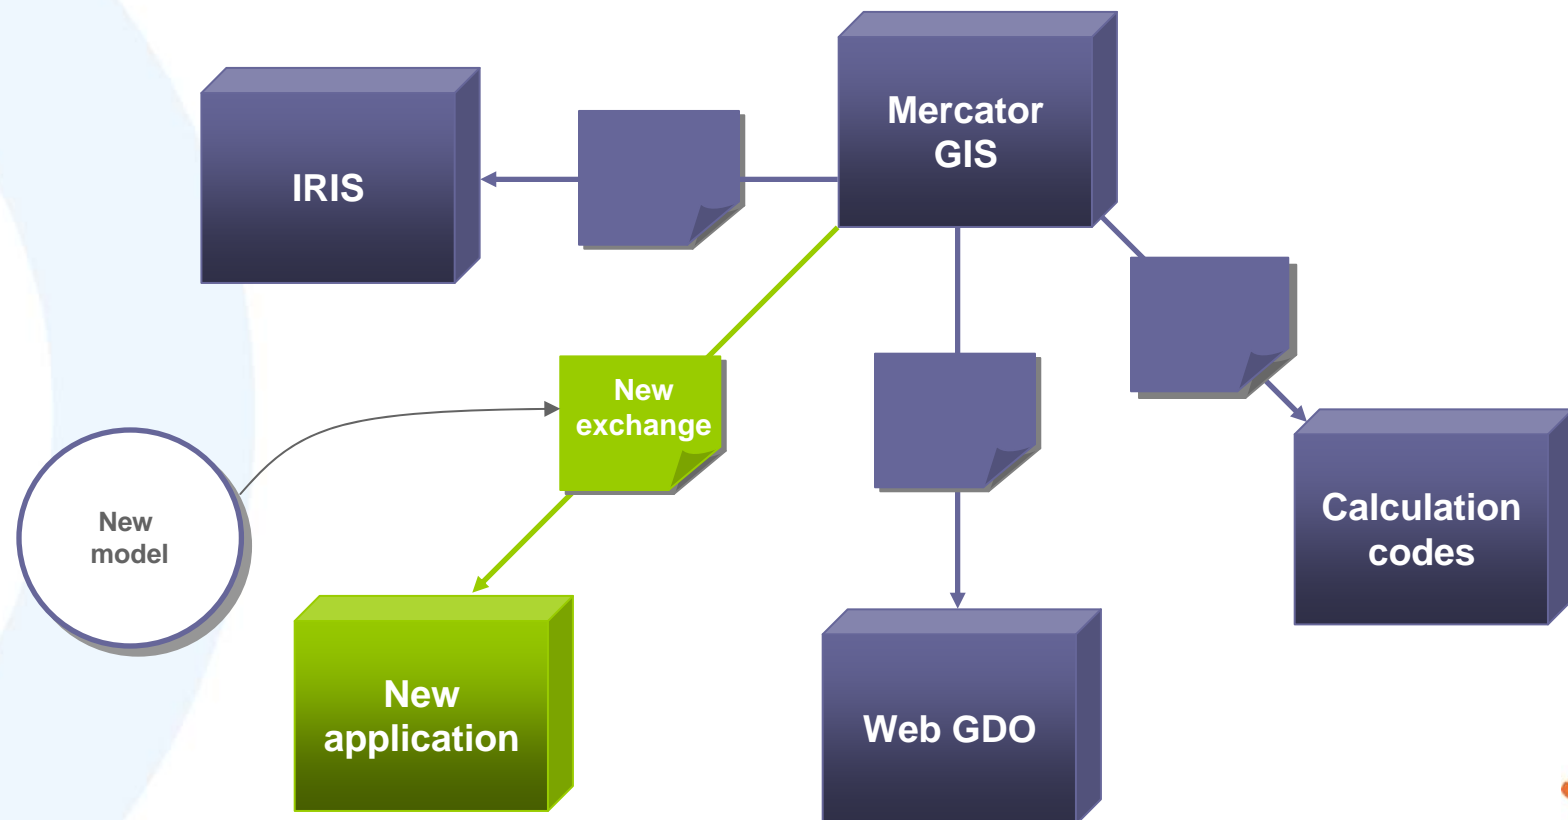 Mercator
GIS
IRIS
New
exchange
New
model
Calculation
codes
New
application
Web GDO